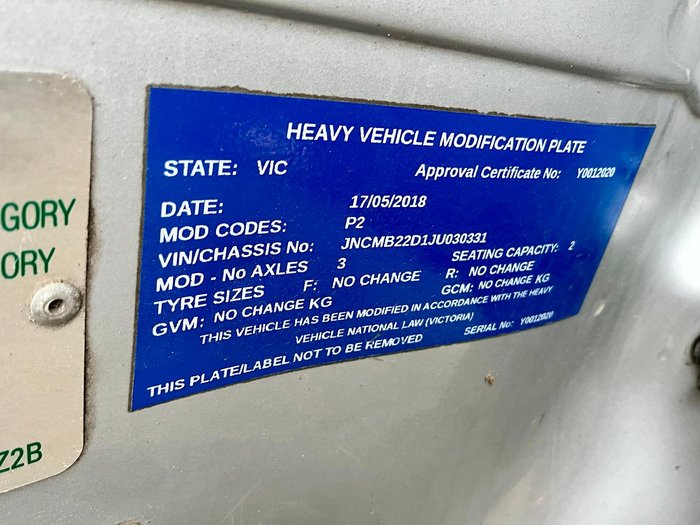 HEAVY VEHICLE MODIFICATION PLATE
STATE: VIC Approval Certificate No: Y0012020
DATE: 17/05/2018
MOD CODES: P2
VIN/CHASSIS No: JNCMB22D1JU030331
MOD - No AXLES 3 SEATING CAPACITY: 2
TYRE SIZES F: NO CHANGE R: NO CHANGE
GVM: NO CHANGE KG GCM: NO CHANGE KG
THIS VEHICLE HAS BEEN MODIFIED IN ACCORDANCE WITH THE HEAVY
VEHICLE NATIONAL LAW (VICTORIA)
THIS PLATE/LABEL NOT TO BE REMOVED SERIAL No: Y0012020
GORY
ORY
Z2B